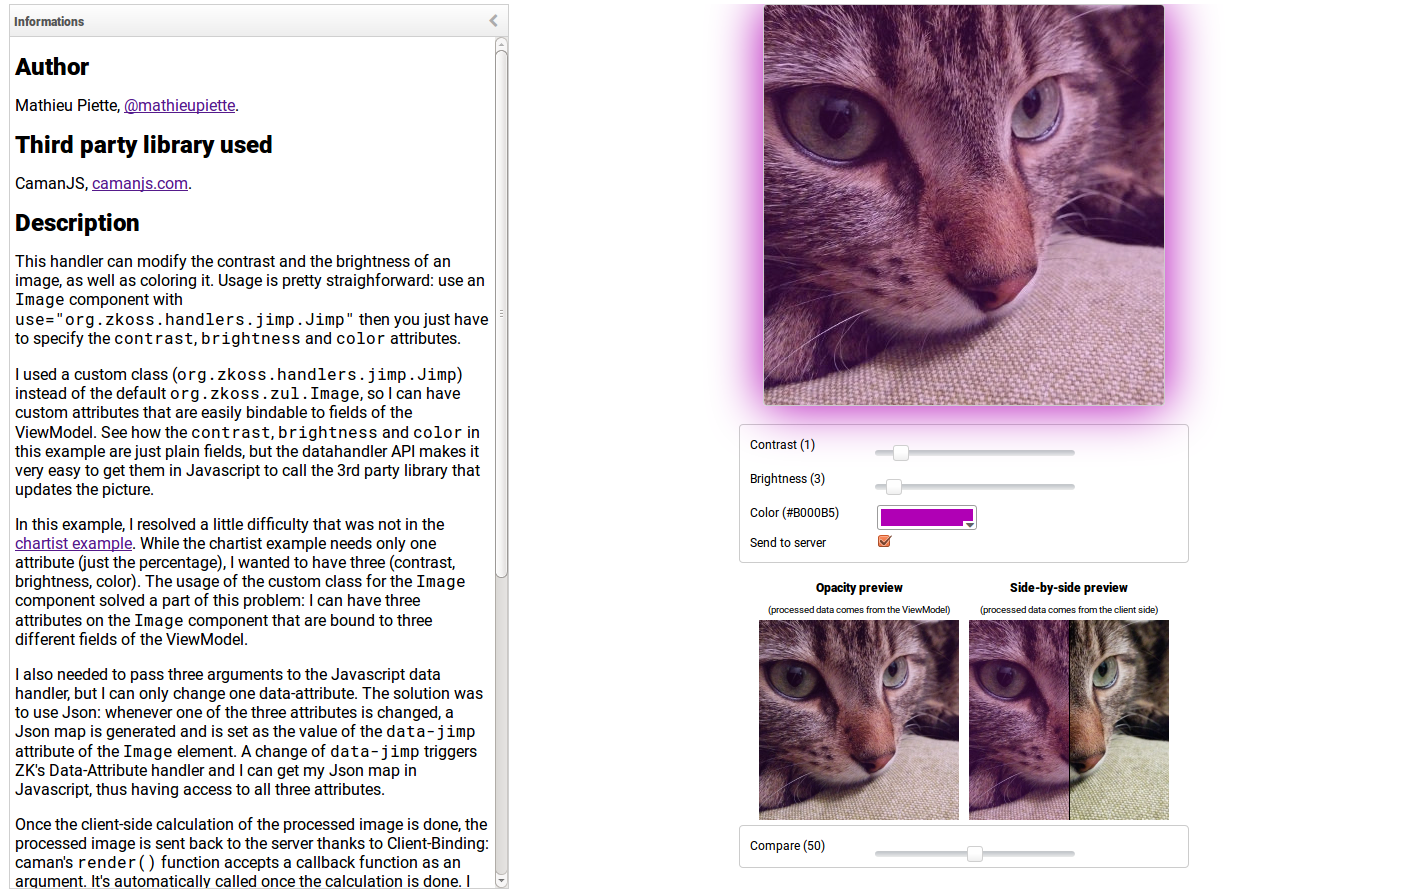 Informations
Author
Mathieu Piette, @mathieupiette.
Third party library used
CamanJS, camanjs.com.
Description
This handler can modify the contrast and the brightness of an
image, as well as coloring it. Usage is pretty straighforward: use an
Image component with
use="org.zkoss.handlers.jimp.Jimp" then you just have
to specify the contrast, brightness and color attributes.
I used a custom class (org.zkoss.handlers.jimp.Jimp)
instead of the default org.zkoss.zul.Image, so I can have
custom attributes that are easily bindable to fields of the
ViewModel. See how the contrast, brightness and color in
this example are just plain fields, but the datahandler API makes it
very easy to get them in Javascript to call the 3rd party library that
updates the picture.
In this example, I resolved a little difficulty that was not in the
chartist example. While the chartist example needs only one
attribute (just the percentage), I wanted to have three (contrast,
brightness, color). The usage of the custom class for the Image
component solved a part of this problem: I can have three
attributes on the Image component that are bound to three
different fields of the ViewModel.
I also needed to pass three arguments to the Javascript data
handler, but I can only change one data-attribute. The solution was
to use Json: whenever one of the three attributes is changed, a
Json map is generated and is set as the value of the data-jimp
attribute of the Image element. A change of data-jimp triggers
ZK's Data-Attribute handler and I can get my Json map in
Javascript, thus having access to all three attributes.
Once the client-side calculation of the processed image is done, the
processed image is sent back to the server thanks to Client-Binding:
caman's render() function accepts a callback function as an
argument. It's automatically called once the calculation is done. I
Contrast (1)
Brightness (3)
Color (#B000B5)
Send to server
Opacity preview
(processed data comes from the ViewModel)
Side-by-side preview
(processed data comes from the client side)
Compare (50)